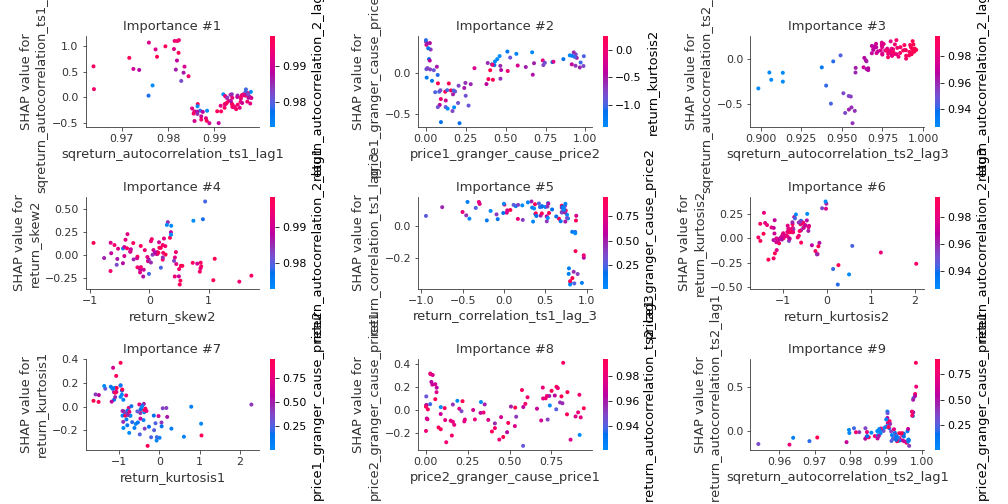 Importance #1
SHAP value for
sqreturn_autocorrelation_ts1_lag1
1.0
0.5
0.0
−0.5
0.97
0.98
0.99
sqreturn_autocorrelation_ts1_lag1
0.99
0.98
Importance #2
SHAP value for
price1_granger_cause_price2
0.0
−0.5
0.00
0.25
0.50
0.75
1.00
price1_granger_cause_price2
0.0
−0.5
−1.0
return_kurtosis2
Importance #3
SHAP value for
sqreturn_autocorrelation_ts2_lag3
0.0
−0.5
0.900
0.925
0.950
0.975
1.000
sqreturn_autocorrelation_ts2_lag3
0.98
0.96
0.94
Importance #4
SHAP value for
return_skew2
0.50
0.25
0.00
−0.25
−1
0
1
return_skew2
0.99
0.98
Importance #5
SHAP value for
return_correlation_ts1_lag_3
0.0
−0.2
−1.0
−0.5
0.0
0.5
1.0
return_correlation_ts1_lag_3
0.75
0.50
0.25
price1_granger_cause_price2
Importance #6
SHAP value for
return_kurtosis2
0.25
0.00
−0.25
−0.50
−1
0
1
2
return_kurtosis2
0.98
0.96
0.94
Importance #7
SHAP value for
return_kurtosis1
0.4
0.2
0.0
−0.2
−1
0
1
2
return_kurtosis1
0.75
0.50
0.25
price1_granger_cause_price2
Importance #8
SHAP value for
price2_granger_cause_price1
0.4
0.2
0.0
−0.2
0.00
0.25
0.50
0.75
price2_granger_cause_price1
0.98
0.96
0.94
Importance #9
SHAP value for
sqreturn_autocorrelation_ts2_lag1
0.5
0.0
0.96
0.97
0.98
0.99
1.00
sqreturn_autocorrelation_ts2_lag1
0.75
0.50
0.25